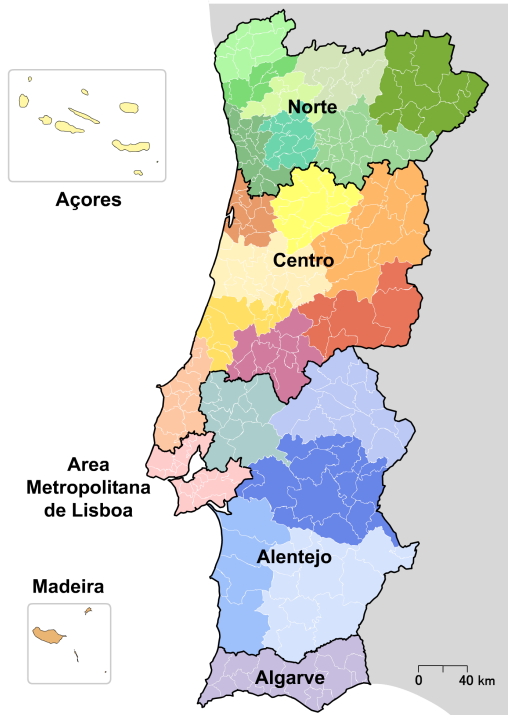 Norte
Açores
Centro
Area
Metropolitana
de Lisboa
Alentejo
Madeira
Algarve
0 40 km